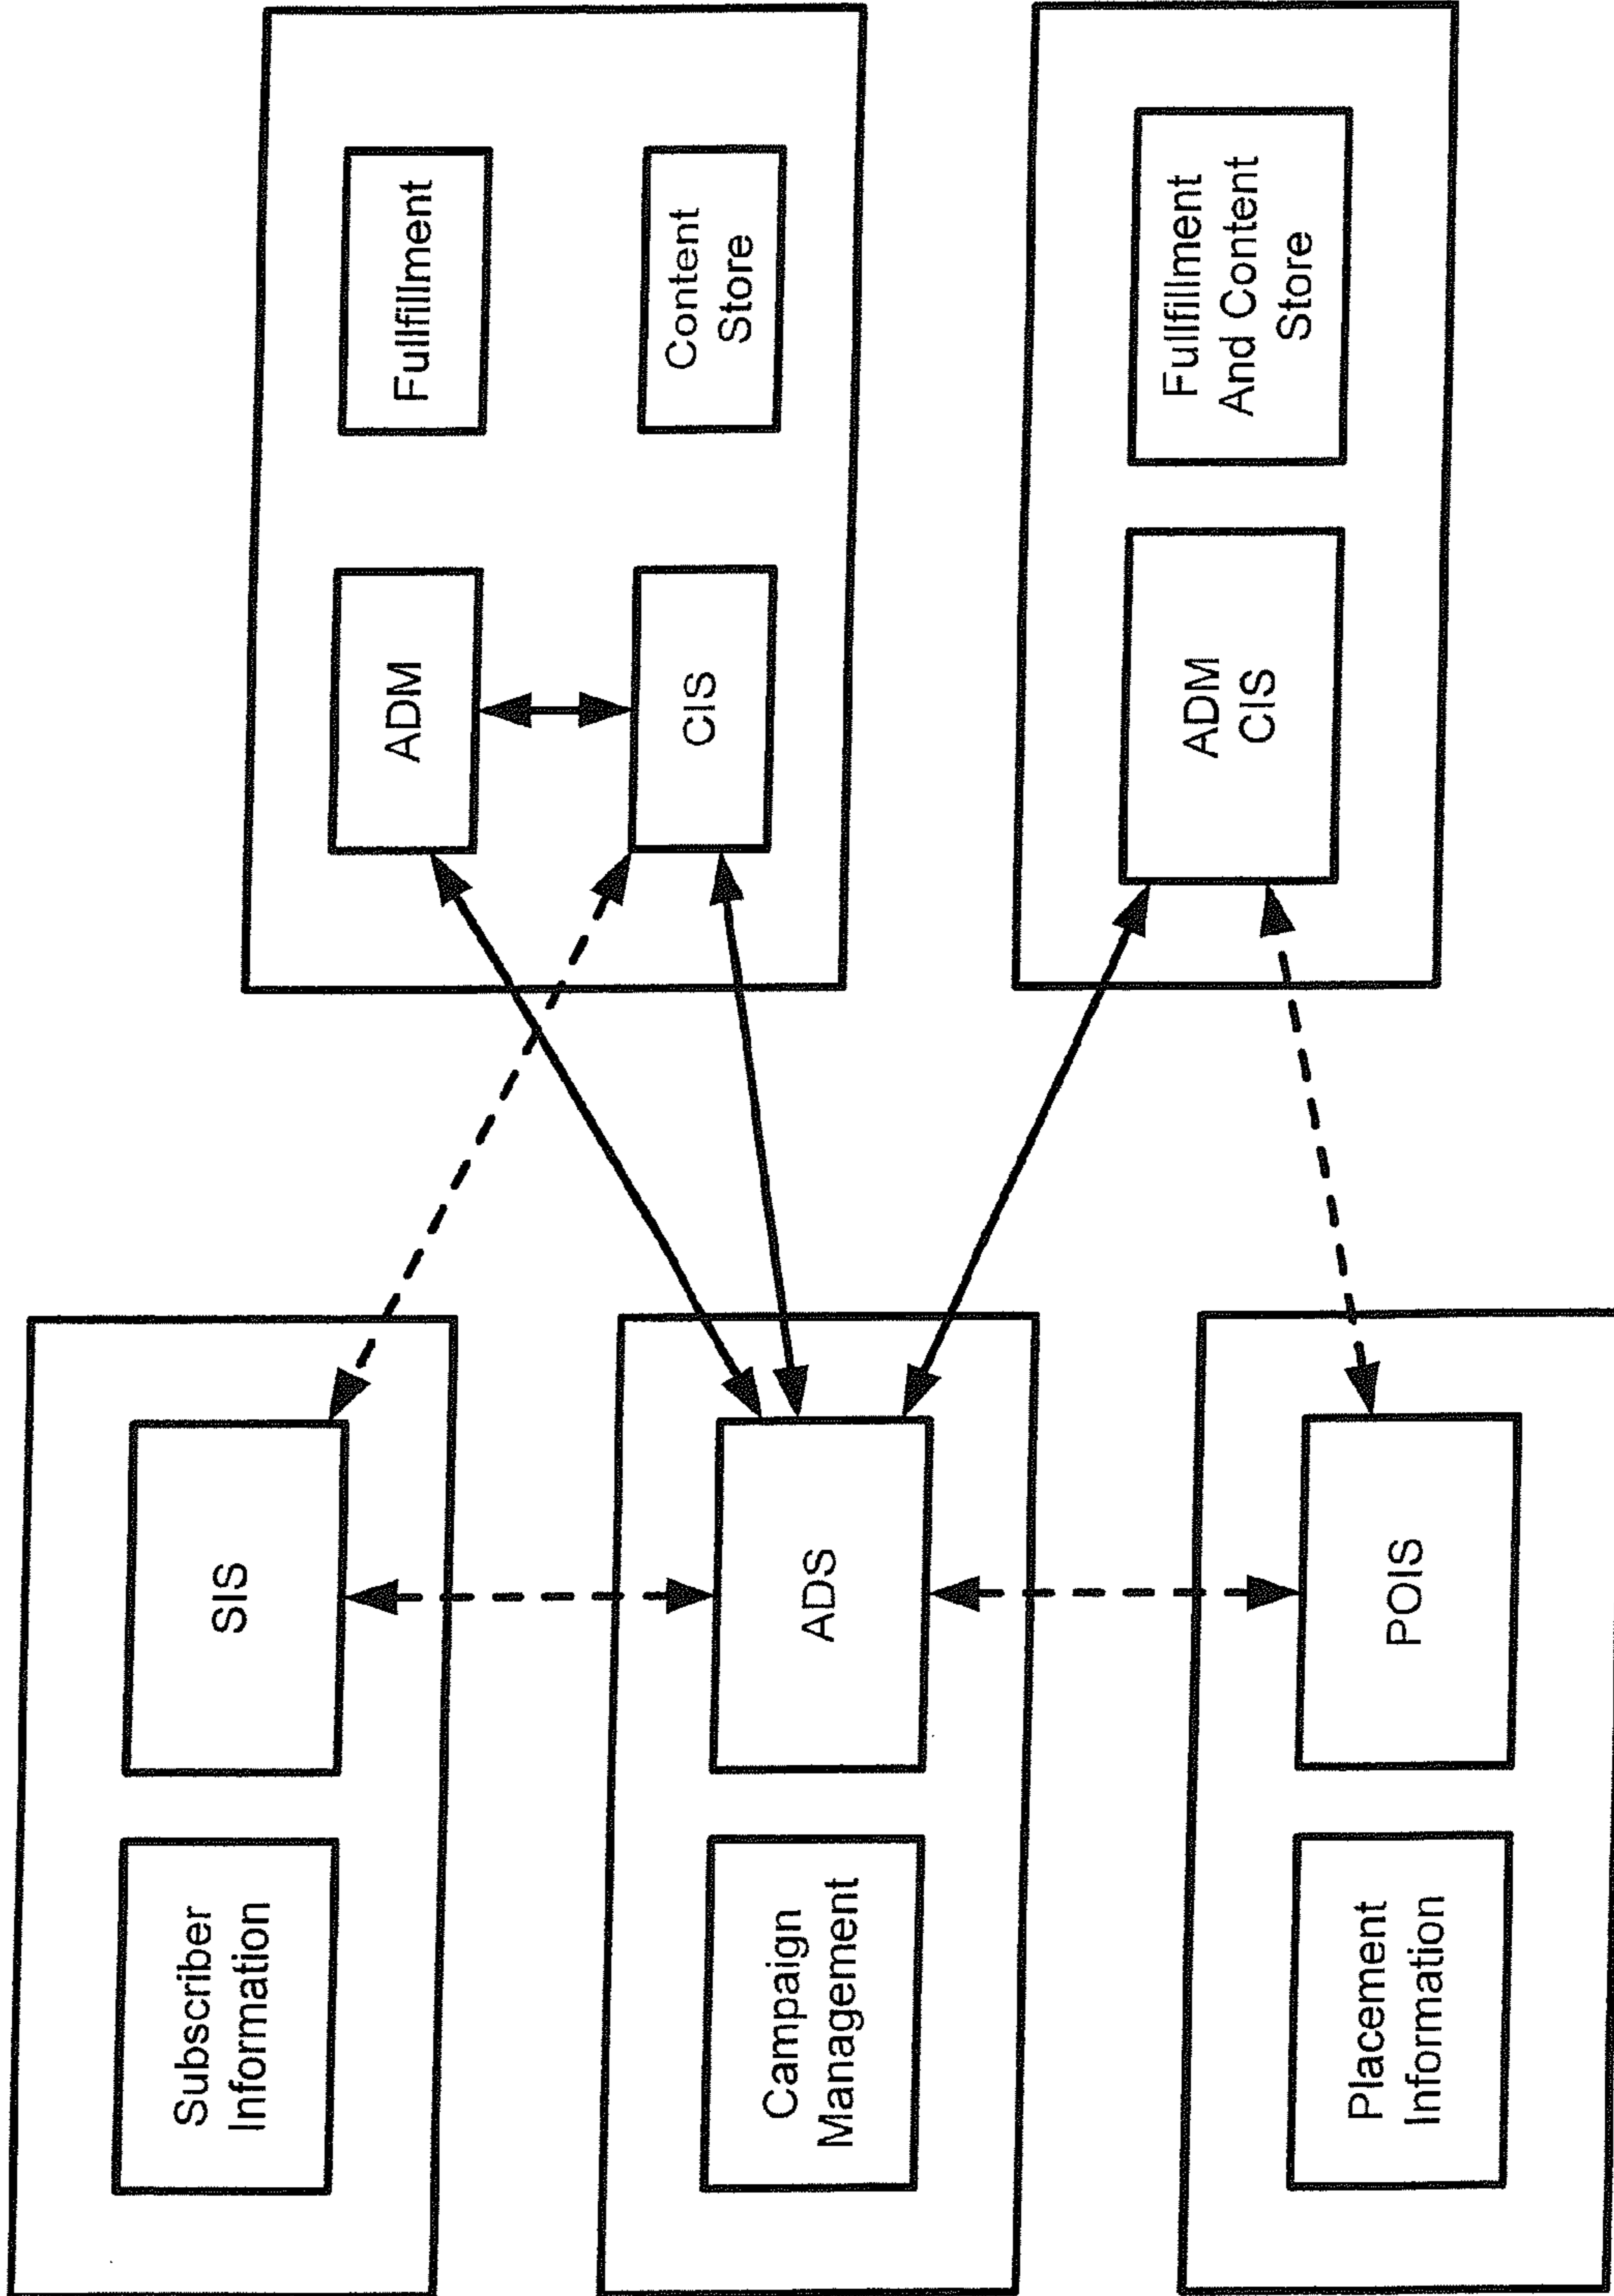 Subscriber
Information
SIS
Campaign
Management
ADS
Placement
Information
POIS
ADM
Fullfillment
CIS
Content
Store
ADM
CIS
Fullfillment
And Content
Store